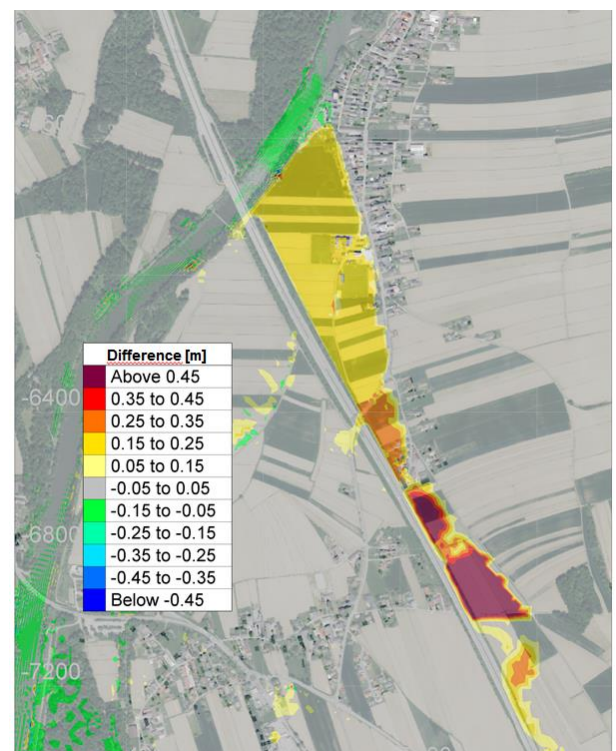 -6400
-6800
-7200
Difference [m]
Above 0.45
0.35 to 0.45
0.25 to 0.35
0.15 to 0.25
0.05 to 0.15
-0.05 to 0.05
-0.15 to -0.05
-0.25 to -0.15
-0.35 to -0.25
-0.45 to -0.35
Below -0.45